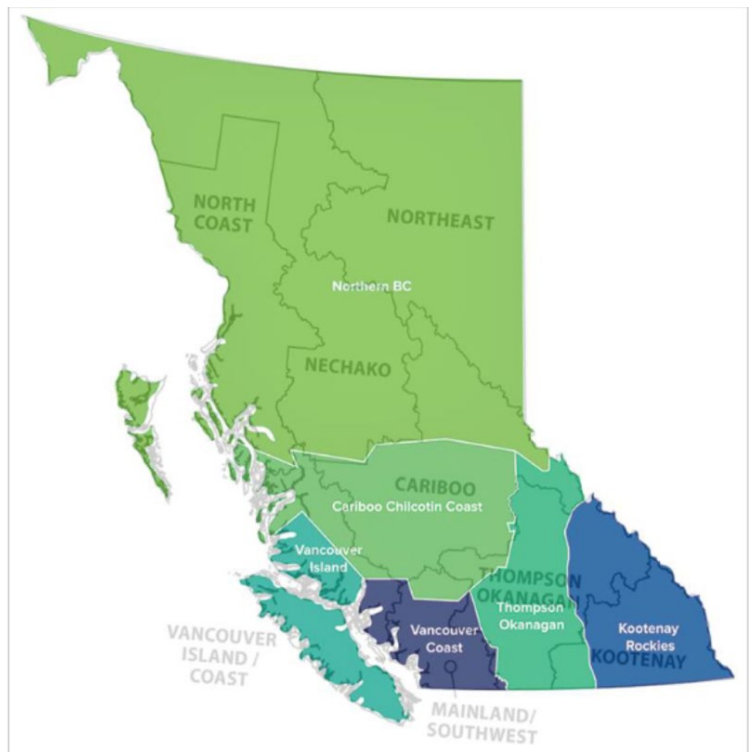 NORTH
COAST
NORTHEAST
Northern BC
NECHAKO
CARIBOO
Cariboo Chilcotin Coast
Vancouver
Island
THOMPSON
OKANAGAN
Thompson
Okanagan
Vancouver
Coast
Kootenay
Rockies
KOOTENAY
VANCOUVER
ISLAND /
COAST
MAINLAND/
SOUTHWEST